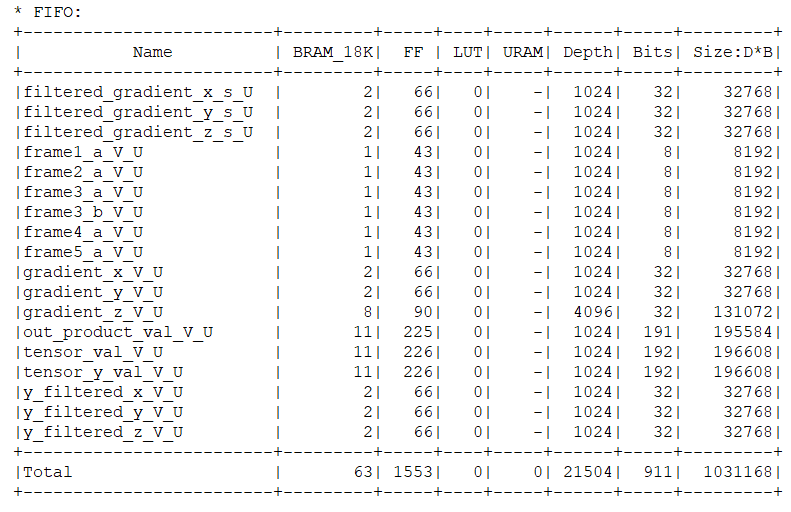 * FIFO:
+-------------------------+---------+-----+----+-----+------+-----+---------+
|           Name          | BRAM_18K|  FF | LUT| URAM| Depth| Bits| Size:D*B|
+-------------------------+---------+-----+----+-----+------+-----+---------+
|filtered_gradient_x_s_U  |        2|   66|   0|    -|  1024|   32|    32768|
|filtered_gradient_y_s_U  |        2|   66|   0|    -|  1024|   32|    32768|
|filtered_gradient_z_s_U  |        2|   66|   0|    -|  1024|   32|    32768|
|frame1_a_V_U             |        1|   43|   0|    -|  1024|    8|     8192|
|frame2_a_V_U             |        1|   43|   0|    -|  1024|    8|     8192|
|frame3_a_V_U             |        1|   43|   0|    -|  1024|    8|     8192|
|frame3_b_V_U             |        1|   43|   0|    -|  1024|    8|     8192|
|frame4_a_V_U             |        1|   43|   0|    -|  1024|    8|     8192|
|frame5_a_V_U             |        1|   43|   0|    -|  1024|    8|     8192|
|gradient_x_V_U           |        2|   66|   0|    -|  1024|   32|    32768|
|gradient_y_V_U           |        2|   66|   0|    -|  1024|   32|    32768|
|gradient_z_V_U           |        8|   90|   0|    -|  4096|   32|   131072|
|out_product_val_V_U      |       11|  225|   0|    -|  1024|  191|   195584|
|tensor_val_V_U           |       11|  226|   0|    -|  1024|  192|   196608|
|tensor_y_val_V_U         |       11|  226|   0|    -|  1024|  192|   196608|
|y_filtered_x_V_U         |        2|   66|   0|    -|  1024|   32|    32768|
|y_filtered_y_V_U         |        2|   66|   0|    -|  1024|   32|    32768|
|y_filtered_z_V_U         |        2|   66|   0|    -|  1024|   32|    32768|
+-------------------------+---------+-----+----+-----+------+-----+---------+
|Total                    |       63| 1553|   0|    0| 21504|  911|  1031168|
+-------------------------+---------+-----+----+-----+------+-----+---------+